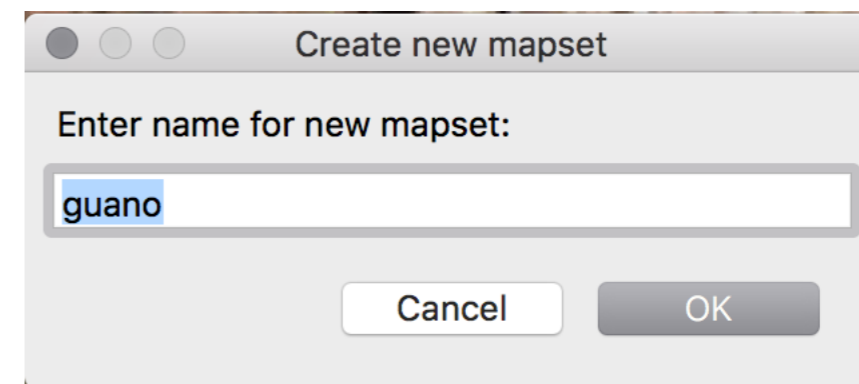 Create new mapset
Enter name for new mapset:
guano
Cancel
OK